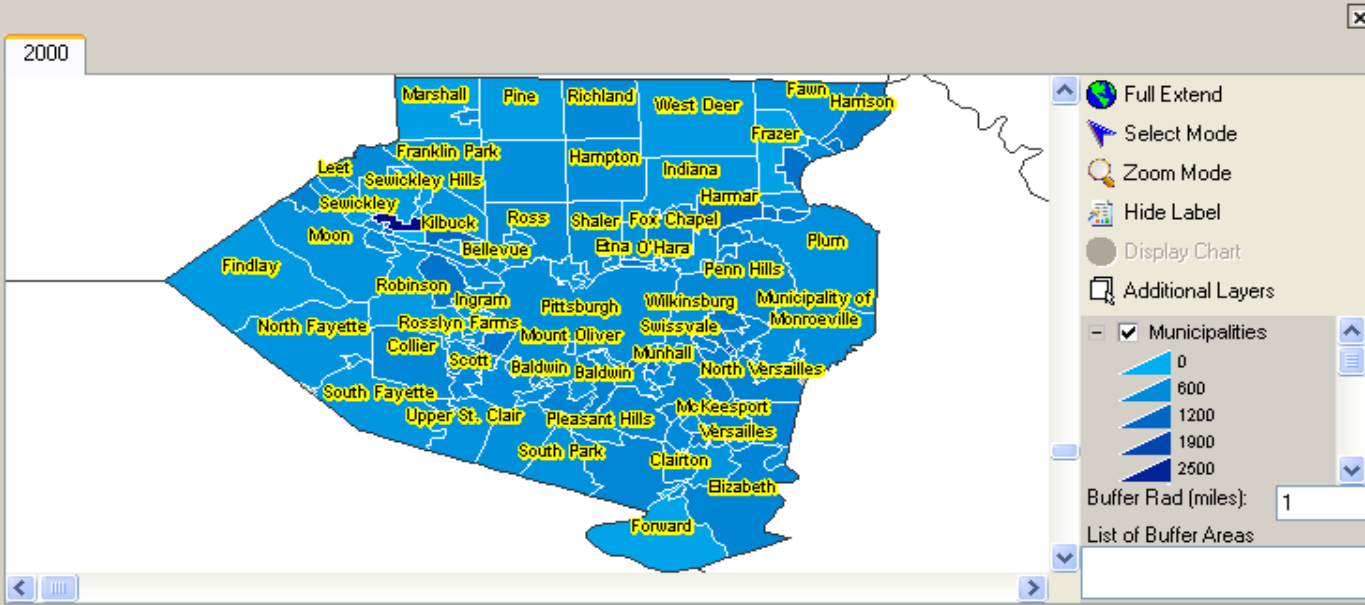 2000
Marshall
Pine
Richland
West Deer
Fawn
Harrison
Frazer
Franklin Park
Hampton
Indiana
Leet
Sewickley Hills
Harmar
Sewickley
Kilbuck
Ross
Shaler
Fox Chapel
Moon
Bellevue
Etna
O'Hara
Plum
Findlay
Penn Hills
Robinson
Ingram
Pittsburgh
Wilkinsburg
Municipality of
Monroeville
North Fayette
Rosslyn Farms
Mount Oliver
Swissvale
Collier
Scott
Baldwin
Baldwin
Munhall
North Versailles
South Fayette
Upper St. Clair
Pleasant Hills
McKeesport
Versailles
South Park
Clairton
Elizabeth
Forward
Full Extend
Select Mode
Zoom Mode
Hide Label
Display Chart
Additional Layers
Municipalities
0
600
1200
1900
2500
Buffer Rad (miles): 1
List of Buffer Areas